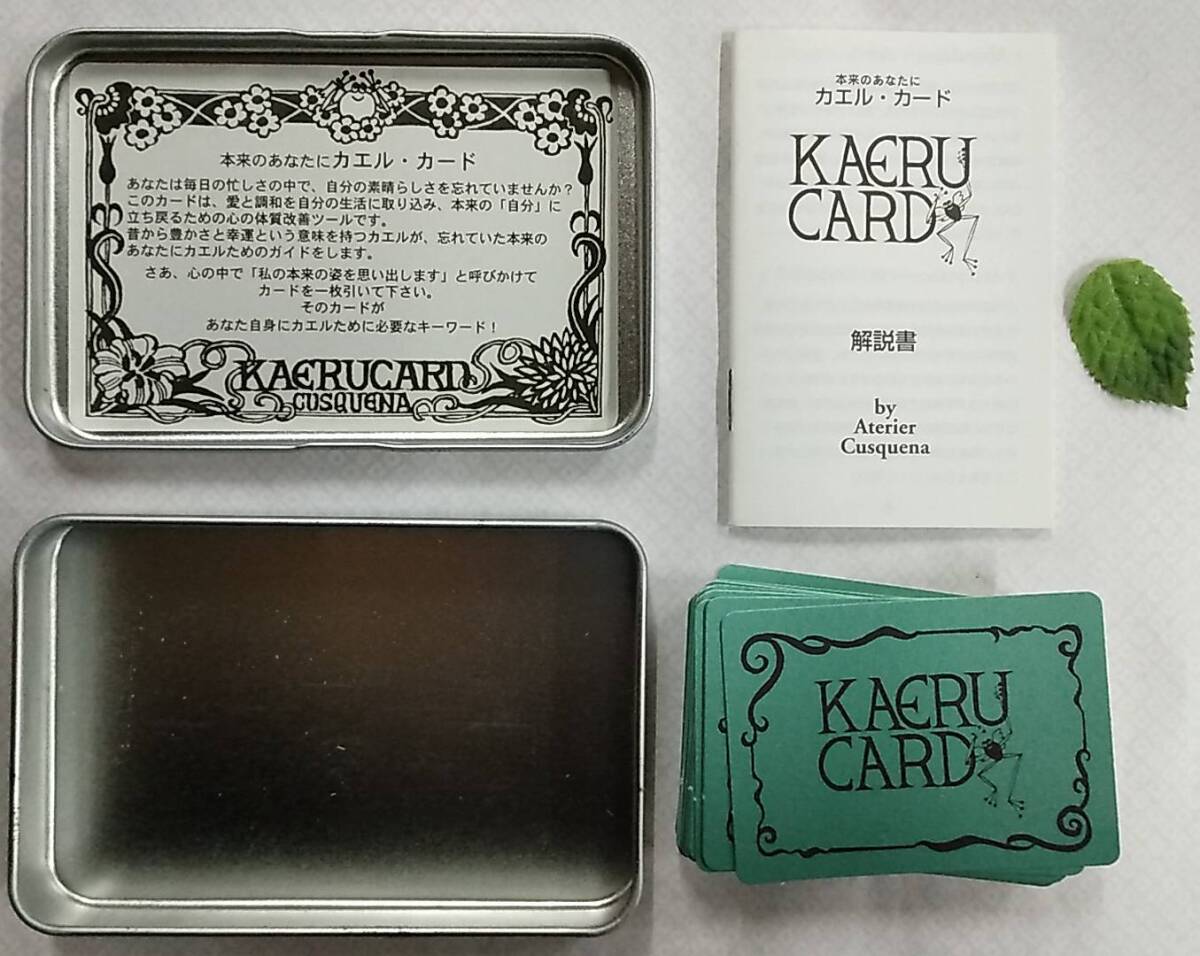 本来のあなたにカエル・カード
あなたは毎日の忙しさの中で、自分の素晴らしさを忘れていませんか？
このカードは、愛と調和を自分の生活に取り込み、本来の「自分」に
立ち戻るための心の体質改善ツールです。
昔から豊かさと幸運という意味を持つカエルが、忘れていた本来の
あなたにカエルためのガイドをします。
さあ、心の中で「私の本来の姿を思い出します」と呼びかけて
カードを一枚引いて下さい。
そのカードが
あなた自身にカエルために必要なキーワード！
KAERUCARD
CUSQUENA
本来のあなたに
カエル・カード
KAERU
CARD
解説書
by
Aterier
Cusquena
KAERU
CARD